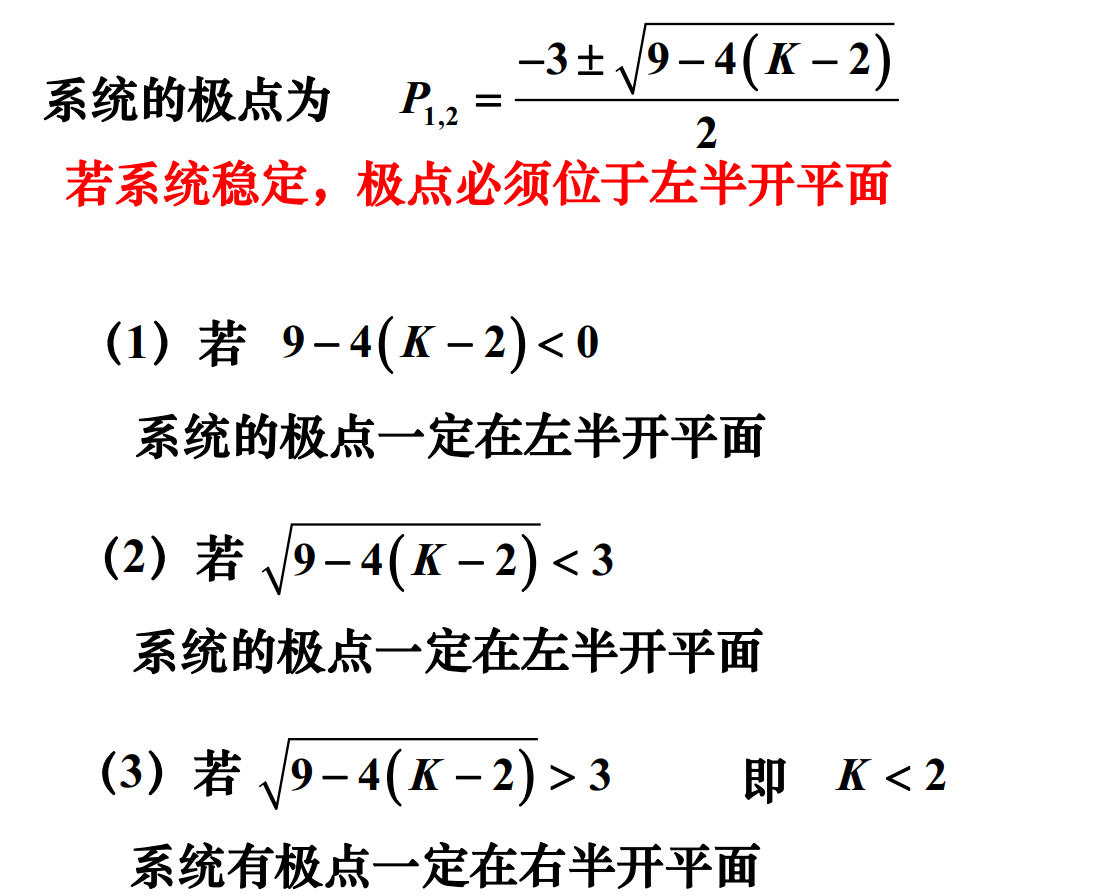 系统的极点为 P_{1,2} = \frac{-3 \pm \sqrt{9-4(K-2)}}{2}
若系统稳定，极点必须位于左半开平面
（1）若 9-4(K-2)<0
系统的极点一定在左半开平面
（2）若 \sqrt{9-4(K-2)}<3
系统的极点一定在左半开平面
（3）若 \sqrt{9-4(K-2)}>3 即 K<2
系统有极点一定在右半开平面